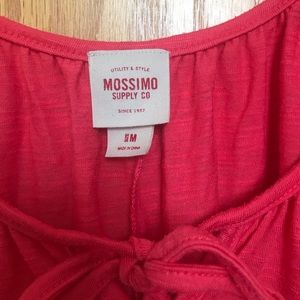 UTILITY & STYLE
MOSSIMO
SUPPLY CO
SINCE 1987
M
MADE IN CHINA